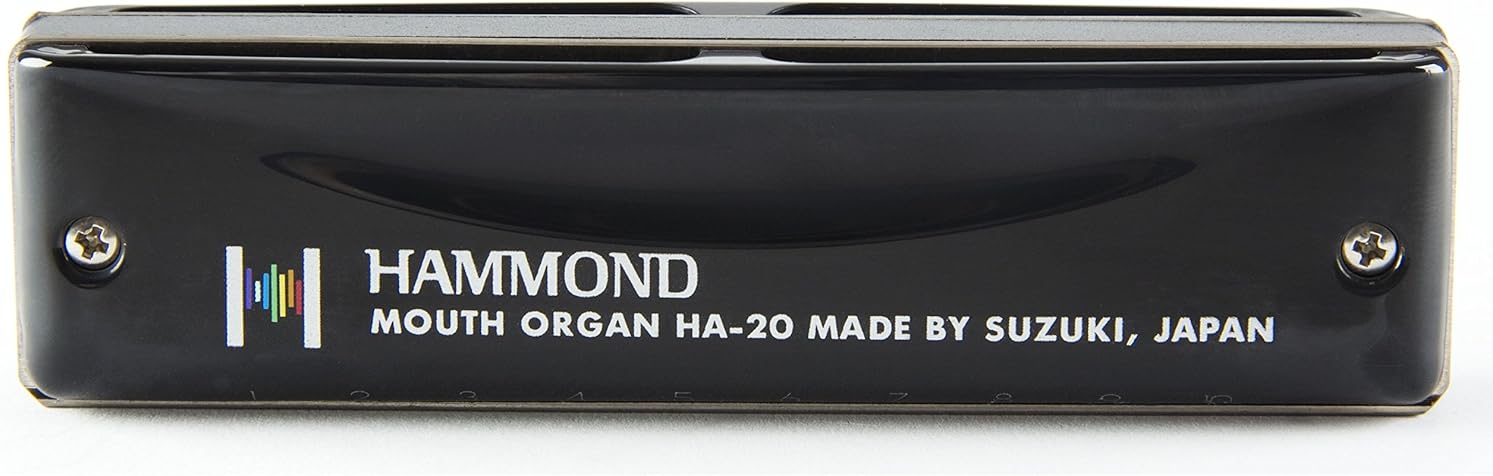 HAMMOND
MOUTH ORGAN HA-20 MADE BY SUZUKI, JAPAN
1 2 3 4 5 6 7 8 9 10